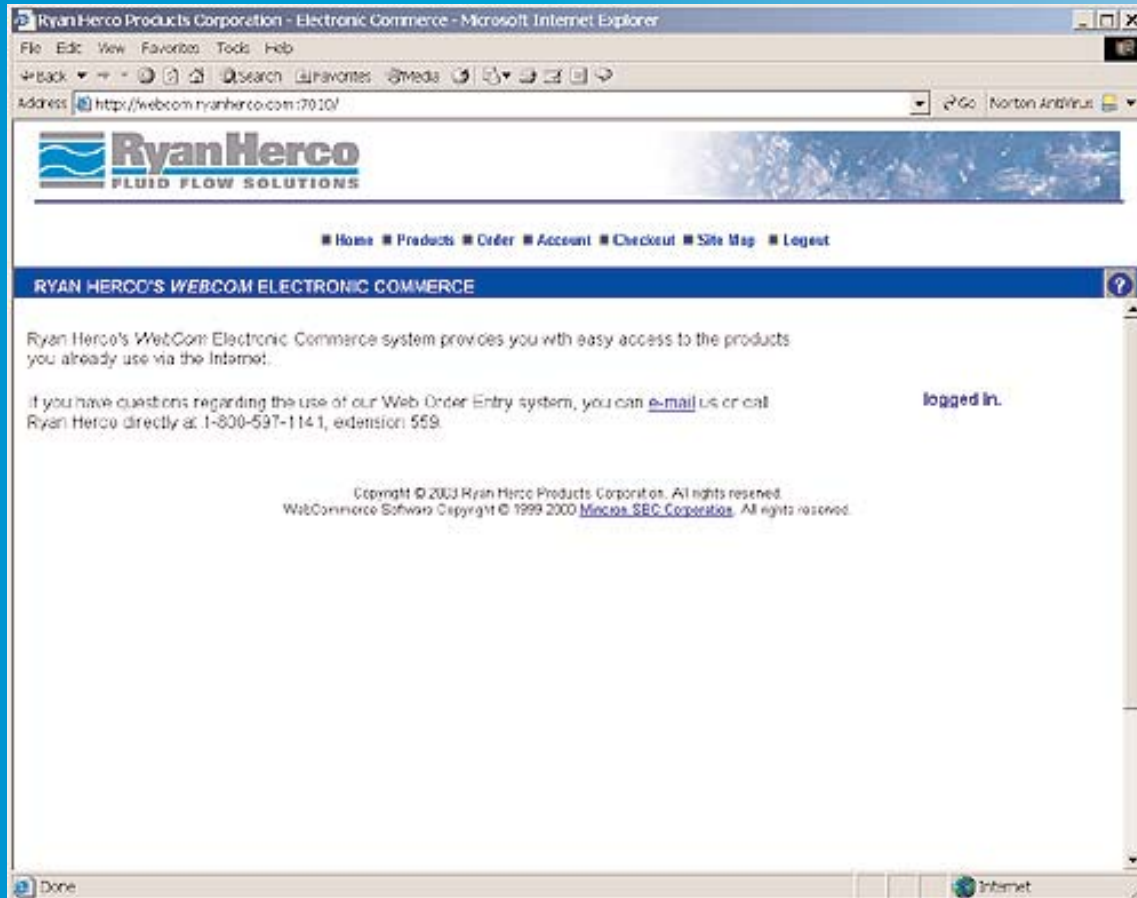 Ryan Herco Products Corporation - Electronic Commerce - Microsoft Internet Explorer
File Edit View Favorites Tools Help
Back Search Favorites Media
Address http://webcom.ryanherco.com:7010/ Go Norton AntiVirus
RyanHerco
FLUID FLOW SOLUTIONS
Home Products Order Account Checkout Site Map Logout
RYAN HERCO'S WEBCOM ELECTRONIC COMMERCE ?
Ryan Herco's WebCom Electronic Commerce system provides you with easy access to the products
you already use via the Internet.
If you have questions regarding the use of our Web Order Entry system, you can e-mail us or call
Ryan Herco directly at 1-800-597-1141, extension 559.
logged in.
Copyright © 2003 Ryan Herco Products Corporation. All rights reserved.
WebCommerce Software Copyright © 1999 2000 Mincron SBC Corporation. All rights reserved.
Done Internet